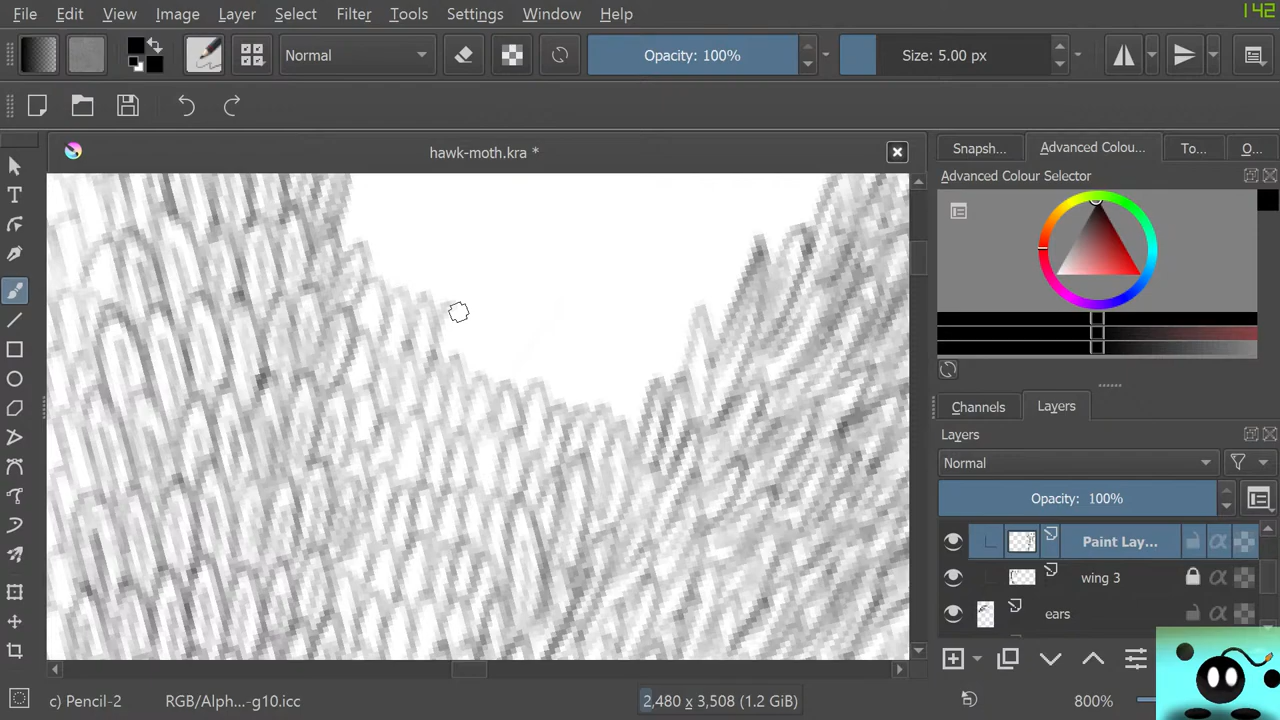 File Edit View Image Layer Select Filter Tools Settings Window Help
142
Normal
Opacity: 100%
Size: 5.00 px
hawk-moth.kra *
Snapsh... Advanced Colou... To... O...
Advanced Colour Selector
Channels Layers
Layers
Normal
Opacity: 100%
Paint Lay...
wing 3
ears
c) Pencil-2 RGB/Alph...-g10.icc 2,480 x 3,508 (1.2 GiB) 800%